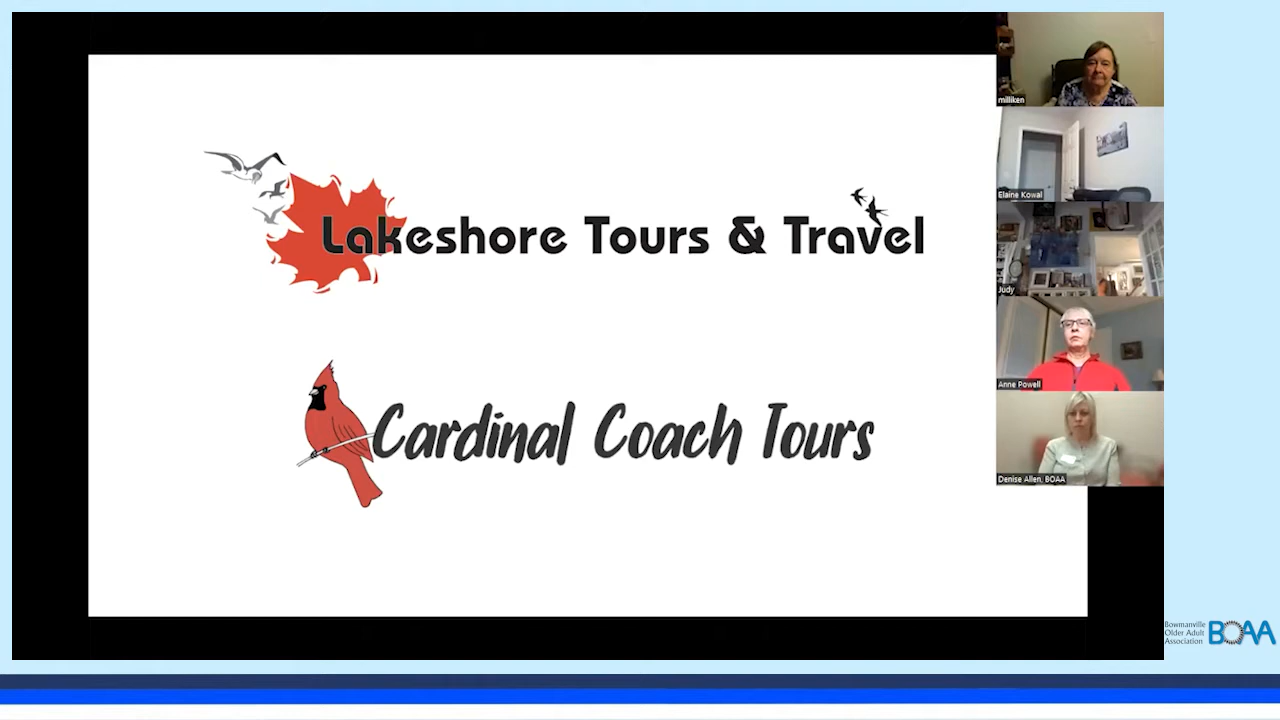 milliken
Elaine Kowal
Lakeshore Tours & Travel
Judy
Anne Powell
Cardinal Coach Tours
Denise Allen, BOAA
Bowmanville
Older Adult
Association
BOAA